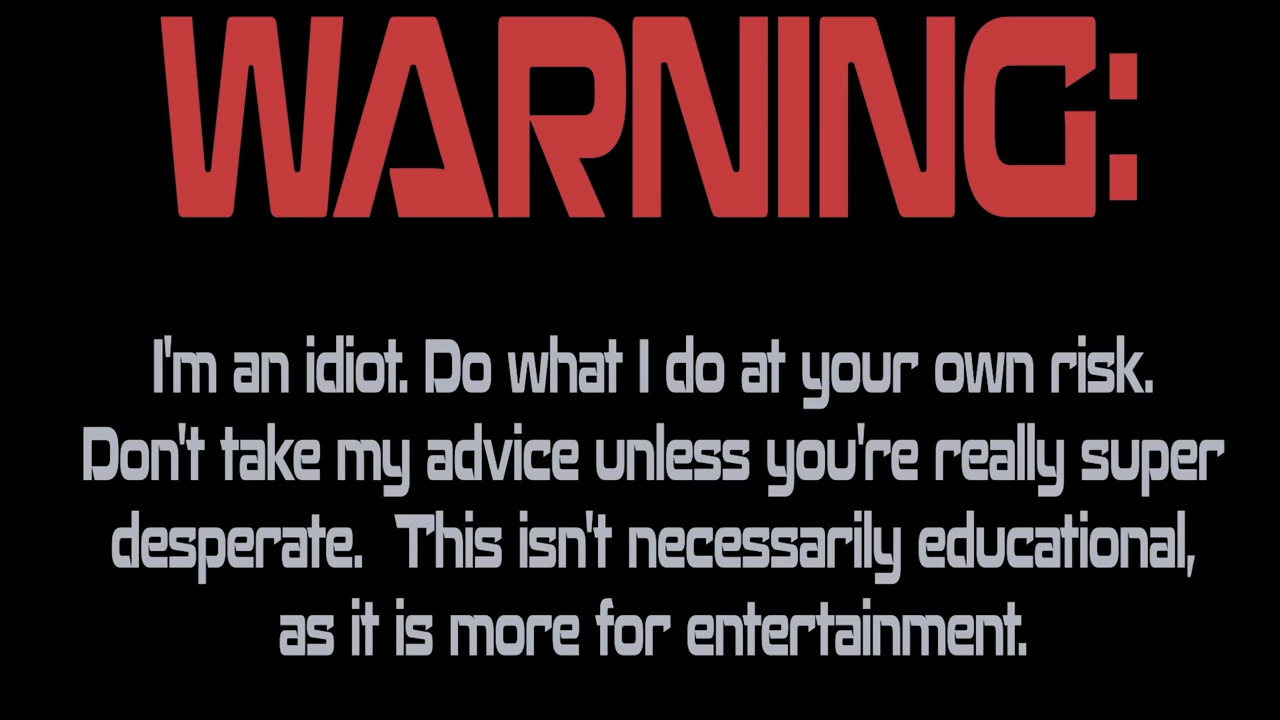 WARNING:
I'm an idiot. Do what I do at your own risk.
Don't take my advice unless you're really super
desperate.  This isn't necessarily educational,
as it is more for entertainment.